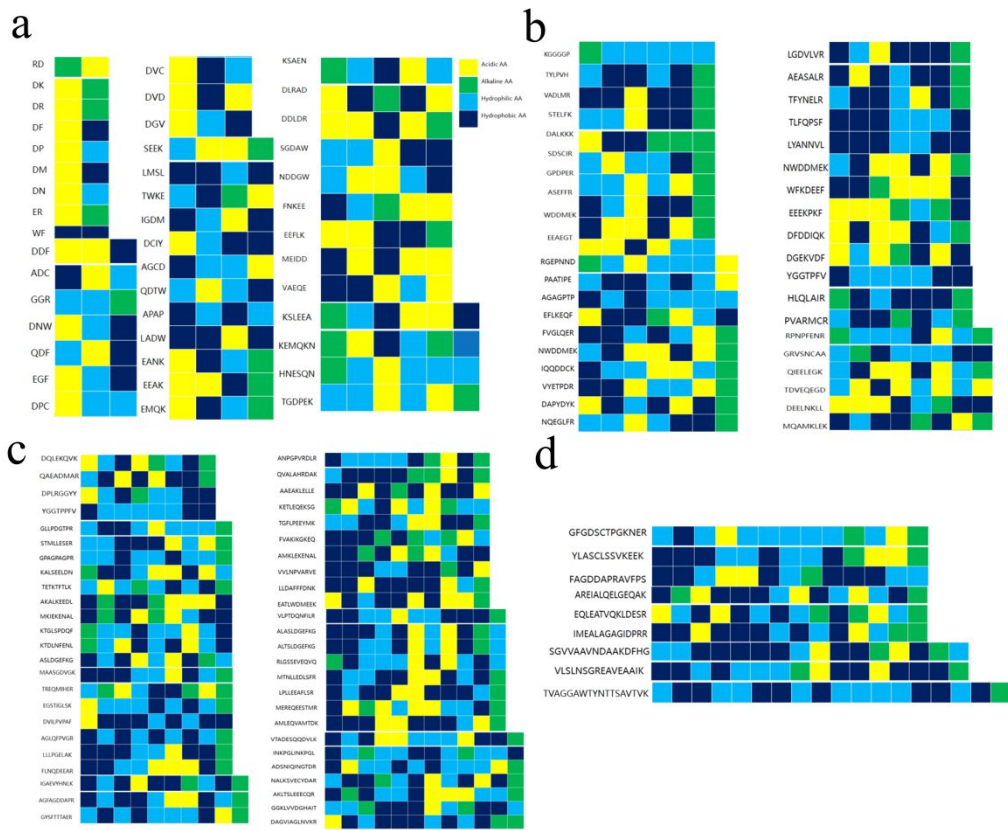 a
RD
DK
DR
DF
DP
DM
DN
ER
WF
DDF
ADC
GGR
DNW
QDF
EGF
DPC
DVC
DVD
DGV
SEEK
LMSL
TWKE
IGDM
DCIY
AGCD
QDTW
APAP
LADW
EANK
EEAK
EMQK
KSAEN
DLRAD
DDLDR
SGDAW
NDDGW
FNKEE
EEFLK
MEIDD
VAEQE
KSLEEA
KEMQKN
HNESQN
TGDPEK
Acidic AA
Alkaline AA
Hydrophilic AA
Hydrophobic AA
b
KGGGGP
TYLPVH
VADLMR
STELFK
DALKKK
SDSCIR
GPDPER
ASEFFR
WDDMEK
EEAEGT
RGEPNND
PAATIPE
AGAGPTP
EFLKEQF
FVGLQER
NWDDMEK
IQQDDCK
VYETPDR
DAPYDYK
NQEGLFR
LGDVLVR
AEASALR
TFYNELR
TLFQPSF
LYANNVL
NWDDMEK
WFKDEEF
EEEKPKF
DFDDIQK
DGEKVDF
YGGTPFV
HLQLAIR
PVARMCR
RPNPFENR
GRVSNCAA
QIEELEGK
TDVEQEGD
DEELNKLL
MQAMKLEK
c
DQLEKQVK
QAEADMAR
DPLRGGYY
YGGTPPFV
GLLPDGTPR
STMLLESER
GPAGPAGPR
KALSEELDN
TETKTFTLK
AKALKEEDL
MKIEKENAL
KTGLSPDQF
KTDLNFENL
ASLDGEFKG
MAASGDVGK
TREQMIHER
EGSTIGLSK
DVILPVPAF
AGLQFPVGR
LLLPGELAK
FLNQDEEAR
IGAEVYHNLK
AGFAGDDAPR
GYSFTTTAER
ANPGPVRDLR
QVALAHRDAK
AAEAKLELLE
KETLEQEKSG
TGFLPEEYMK
FVAKIKGKEQ
AMKLEKENAL
VVLNPVARVE
LLDAFFFDNK
EATLWDMEEK
VLPTDQNFILR
ALASLDGEFKG
ALTSLDGEFKG
RLGSSEVEQVQ
MTNLLEDLSFR
LPLLEEAFLSR
MEREQEESTMR
AMLEQVAMTDK
VTADESQQDVLK
INKPGLINKPGL
ADSNIQINGTDR
NALKSVECYDAR
AKLTSLEEECQR
GGKLVVDGHAIT
DAGVIAGLNVKR
d
GFGDSCTPGKNER
YLASCLSSVKEEK
FAGDDAPRAVFPS
AREIALQELGEQAK
EQLEATVQKLDESR
IMEALAGAGIDPRR
SGVVAAVNDAAKDFHG
VLSLNSGREAVEAAIK
TVAGGAWTYNTTSAVTVK